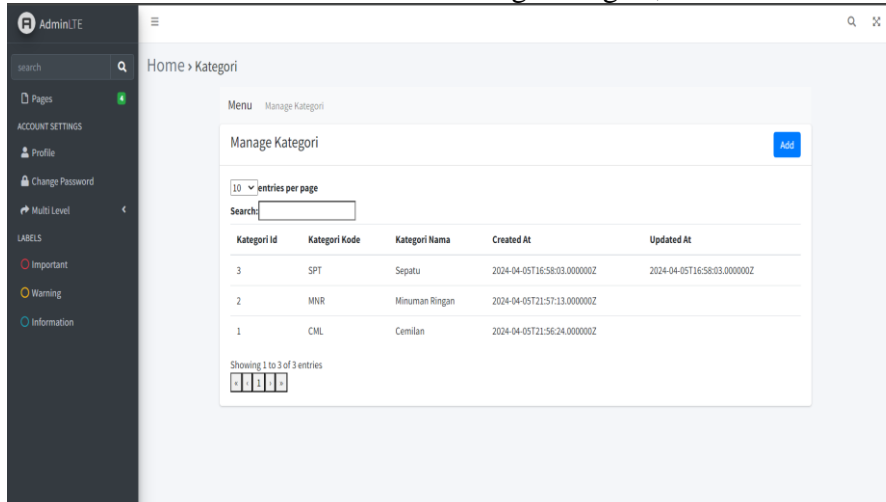 AdminLTE
search
Pages
4
ACCOUNT SETTINGS
Profile
Change Password
Multi Level
LABELS
Important
Warning
Information
Home › Kategori
Menu Manage Kategori
Manage Kategori
Add
10 entries per page
Search:
Kategori Id Kategori Kode Kategori Nama Created At Updated At
3 SPT Sepatu 2024-04-05T16:58:03.000000Z 2024-04-05T16:58:03.000000Z
2 MNR Minuman Ringan 2024-04-05T21:57:13.000000Z
1 CML Cemilan 2024-04-05T21:56:24.000000Z
Showing 1 to 3 of 3 entries
« ‹ 1 › »